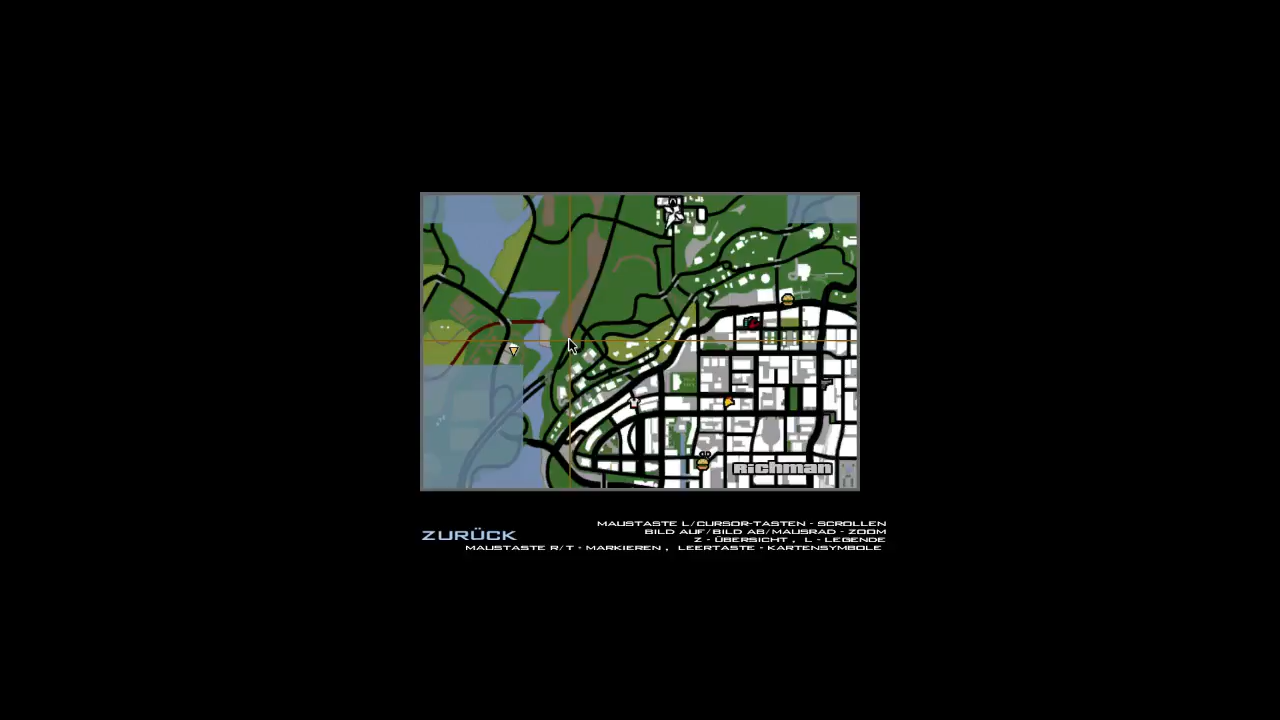 Richman
ZURÜCK
MAUSTASTE L/CURSOR-TASTEN - SCROLLEN
BILD AUF/BILD AB/MAUSRAD - ZOOM
Z - ÜBERSICHT , L - LEGENDE
MAUSTASTE R/T - MARKIEREN , LEERTASTE - KARTENSYMBOLE